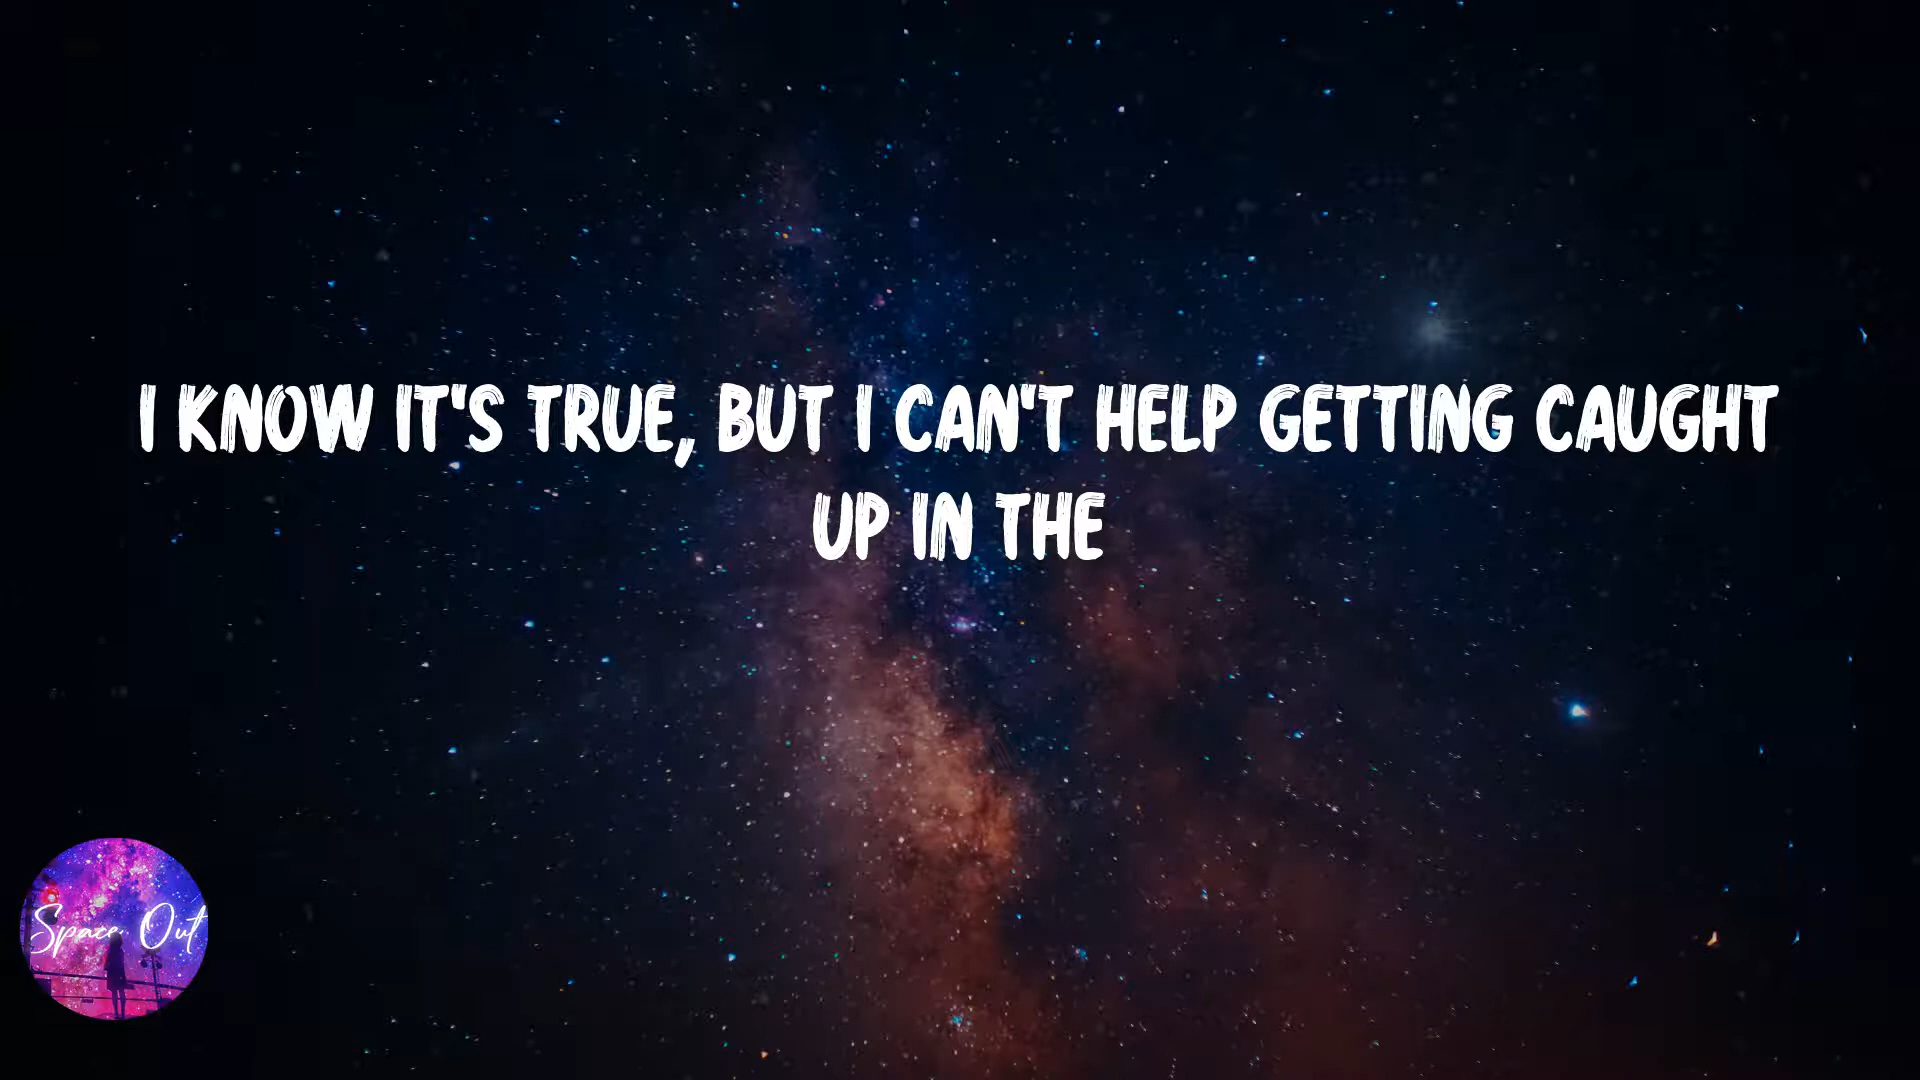 I KNOW IT'S TRUE, BUT I CAN'T HELP GETTING CAUGHT
UP IN THE
Space Out